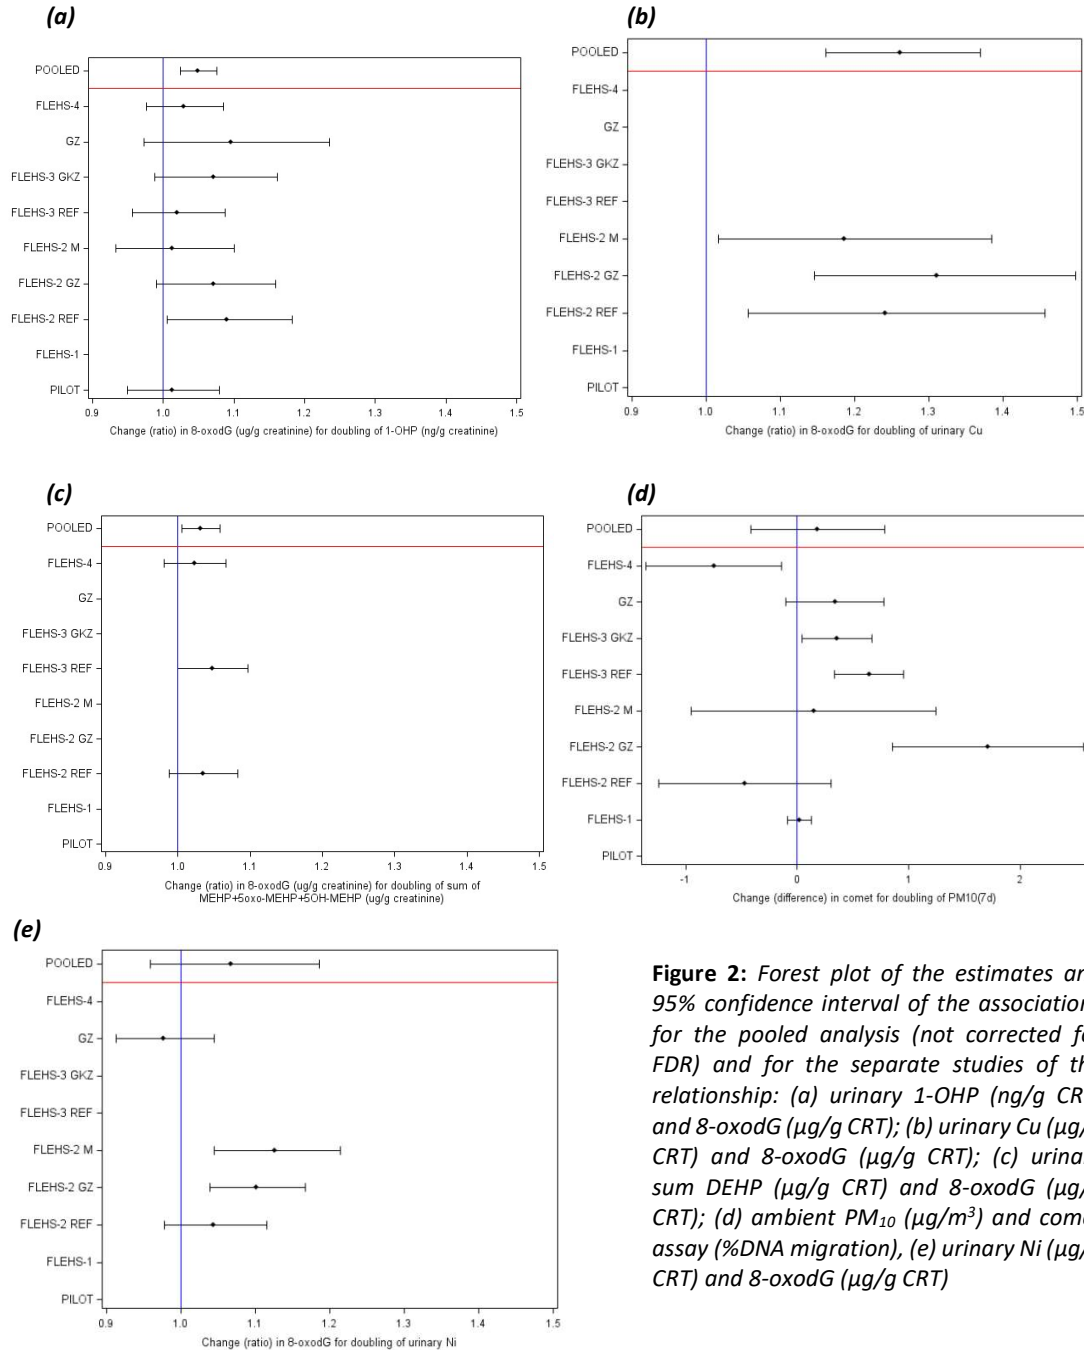 (a)
POOLED
FLEHS-4
GZ
FLEHS-3 GKZ
FLEHS-3 REF
FLEHS-2 M
FLEHS-2 GZ
FLEHS-2 REF
FLEHS-1
PILOT
0.9 1.0 1.1 1.2 1.3 1.4 1.5
Change (ratio) in 8-oxodG (ug/g creatinine) for doubling of 1-OHP (ng/g creatinine)
(b)
POOLED
FLEHS-4
GZ
FLEHS-3 GKZ
FLEHS-3 REF
FLEHS-2 M
FLEHS-2 GZ
FLEHS-2 REF
FLEHS-1
PILOT
0.9 1.0 1.1 1.2 1.3 1.4 1.5
Change (ratio) in 8-oxodG for doubling of urinary Cu
(c)
POOLED
FLEHS-4
GZ
FLEHS-3 GKZ
FLEHS-3 REF
FLEHS-2 M
FLEHS-2 GZ
FLEHS-2 REF
FLEHS-1
PILOT
0.9 1.0 1.1 1.2 1.3 1.4 1.5
Change (ratio) in 8-oxodG (ug/g creatinine) for doubling of sum of
MEHP+5oxo-MEHP+5OH-MEHP (ug/g creatinine)
(d)
POOLED
FLEHS-4
GZ
FLEHS-3 GKZ
FLEHS-3 REF
FLEHS-2 M
FLEHS-2 GZ
FLEHS-2 REF
FLEHS-1
PILOT
-1 0 1 2
Change (difference) in comet for doubling of PM10(7d)
(e)
POOLED
FLEHS-4
GZ
FLEHS-3 GKZ
FLEHS-3 REF
FLEHS-2 M
FLEHS-2 GZ
FLEHS-2 REF
FLEHS-1
PILOT
0.9 1.0 1.1 1.2 1.3 1.4 1.5
Change (ratio) in 8-oxodG for doubling of urinary Ni
Figure 2: Forest plot of the estimates an
95% confidence interval of the association
for the pooled analysis (not corrected fo
FDR) and for the separate studies of th
relationship: (a) urinary 1-OHP (ng/g CR
and 8-oxodG (µg/g CRT); (b) urinary Cu (µg/
CRT) and 8-oxodG (µg/g CRT); (c) urinar
sum DEHP (µg/g CRT) and 8-oxodG (µg/
CRT); (d) ambient PM10 (µg/m³) and come
assay (%DNA migration), (e) urinary Ni (µg/
CRT) and 8-oxodG (µg/g CRT)